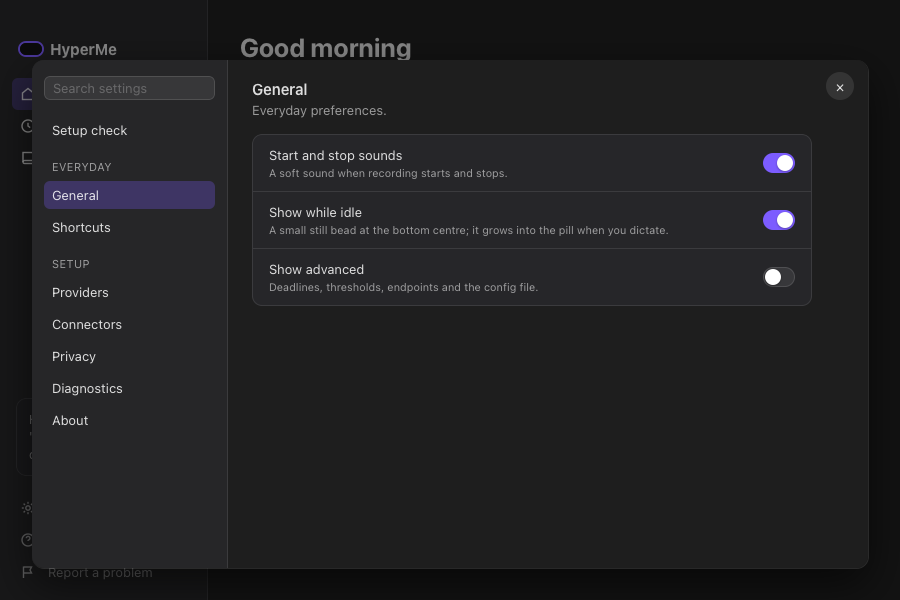 HyperMe
Good morning
Search settings
Setup check
EVERYDAY
General
Shortcuts
SETUP
Providers
Connectors
Privacy
Diagnostics
About
General
Everyday preferences.
Start and stop sounds
A soft sound when recording starts and stops.
Show while idle
A small still bead at the bottom centre; it grows into the pill when you dictate.
Show advanced
Deadlines, thresholds, endpoints and the config file.
Report a problem